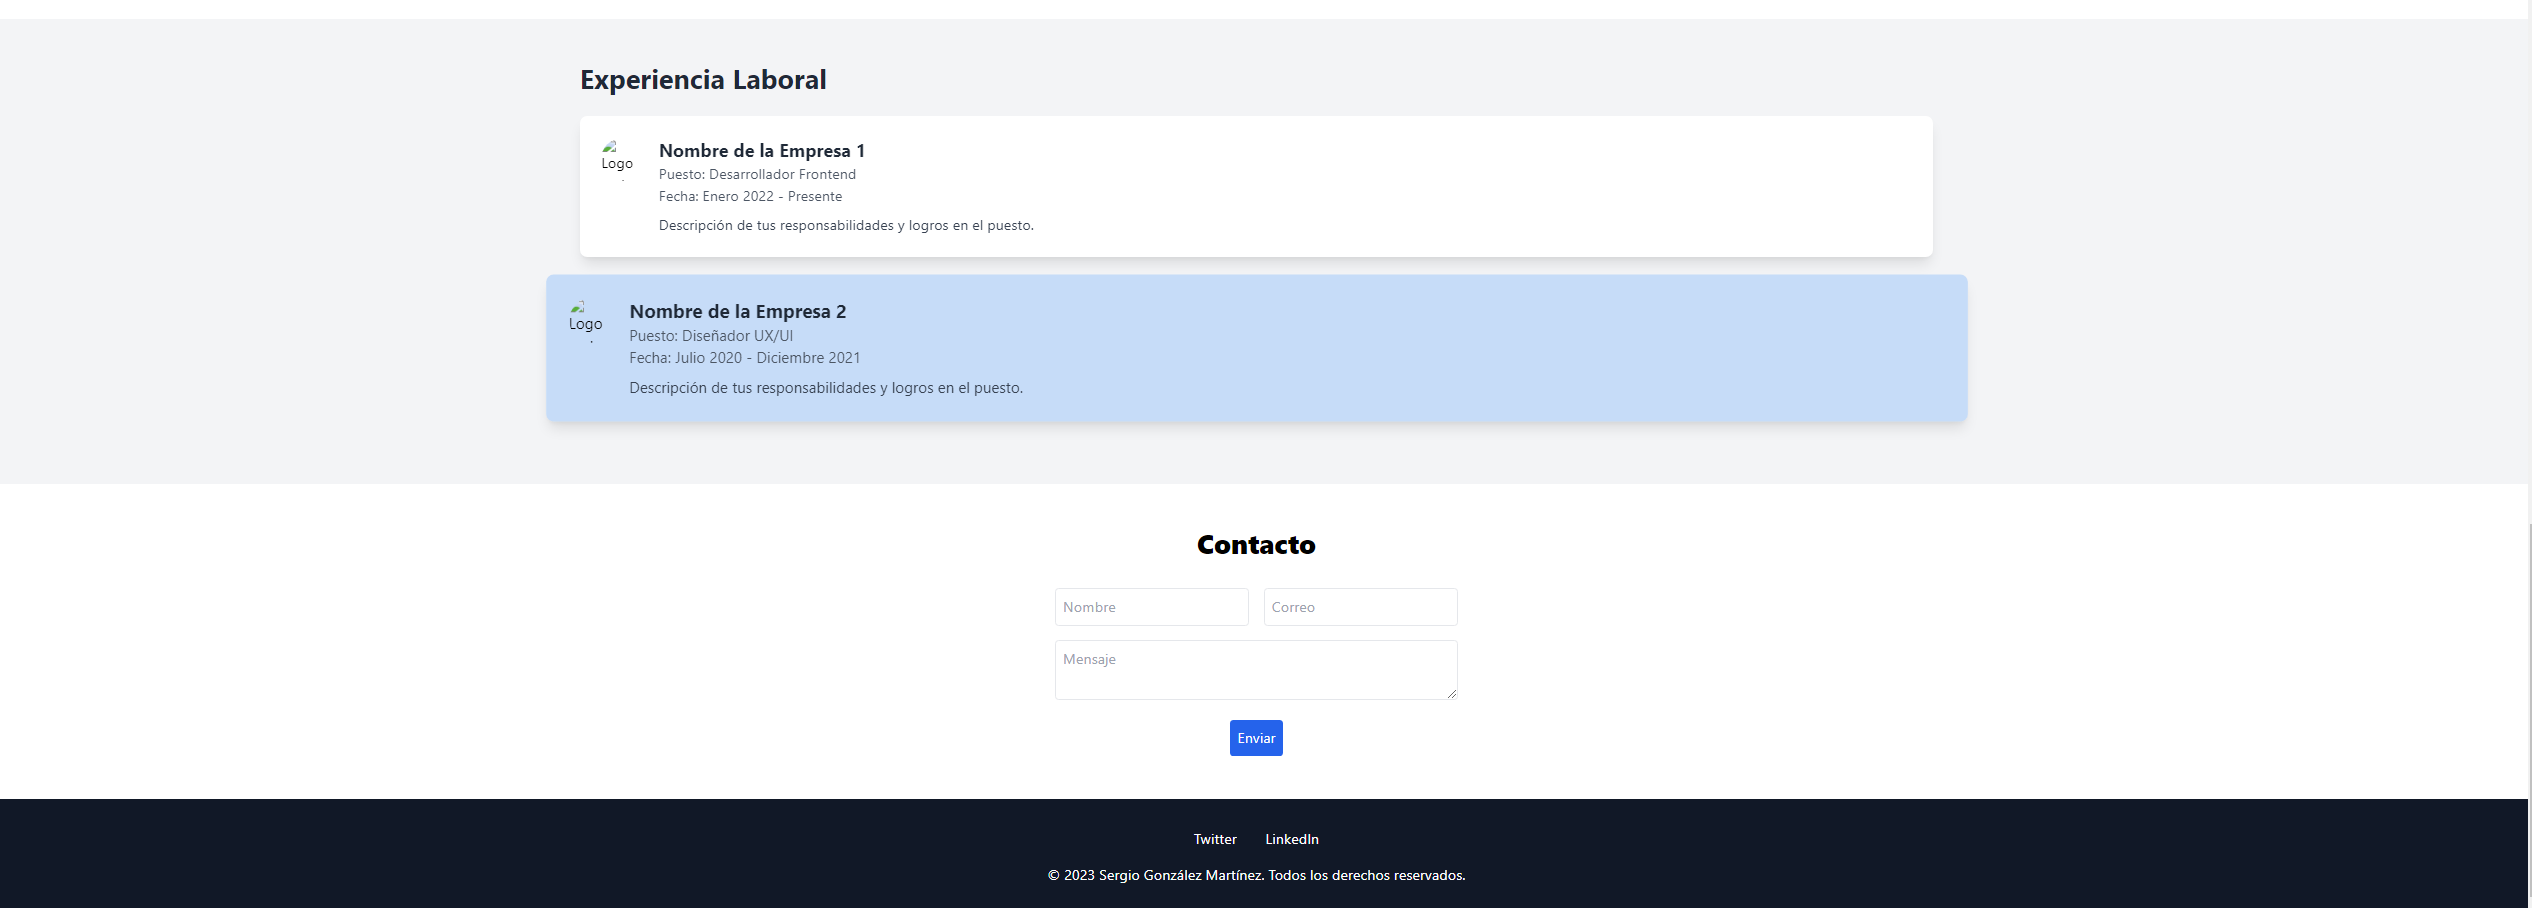 Experiencia Laboral
Logo
Nombre de la Empresa 1
Puesto: Desarrollador Frontend
Fecha: Enero 2022 - Presente
Descripción de tus responsabilidades y logros en el puesto.
Logo
Nombre de la Empresa 2
Puesto: Diseñador UX/UI
Fecha: Julio 2020 - Diciembre 2021
Descripción de tus responsabilidades y logros en el puesto.
Contacto
Nombre
Correo
Mensaje
Enviar
Twitter LinkedIn
© 2023 Sergio González Martínez. Todos los derechos reservados.